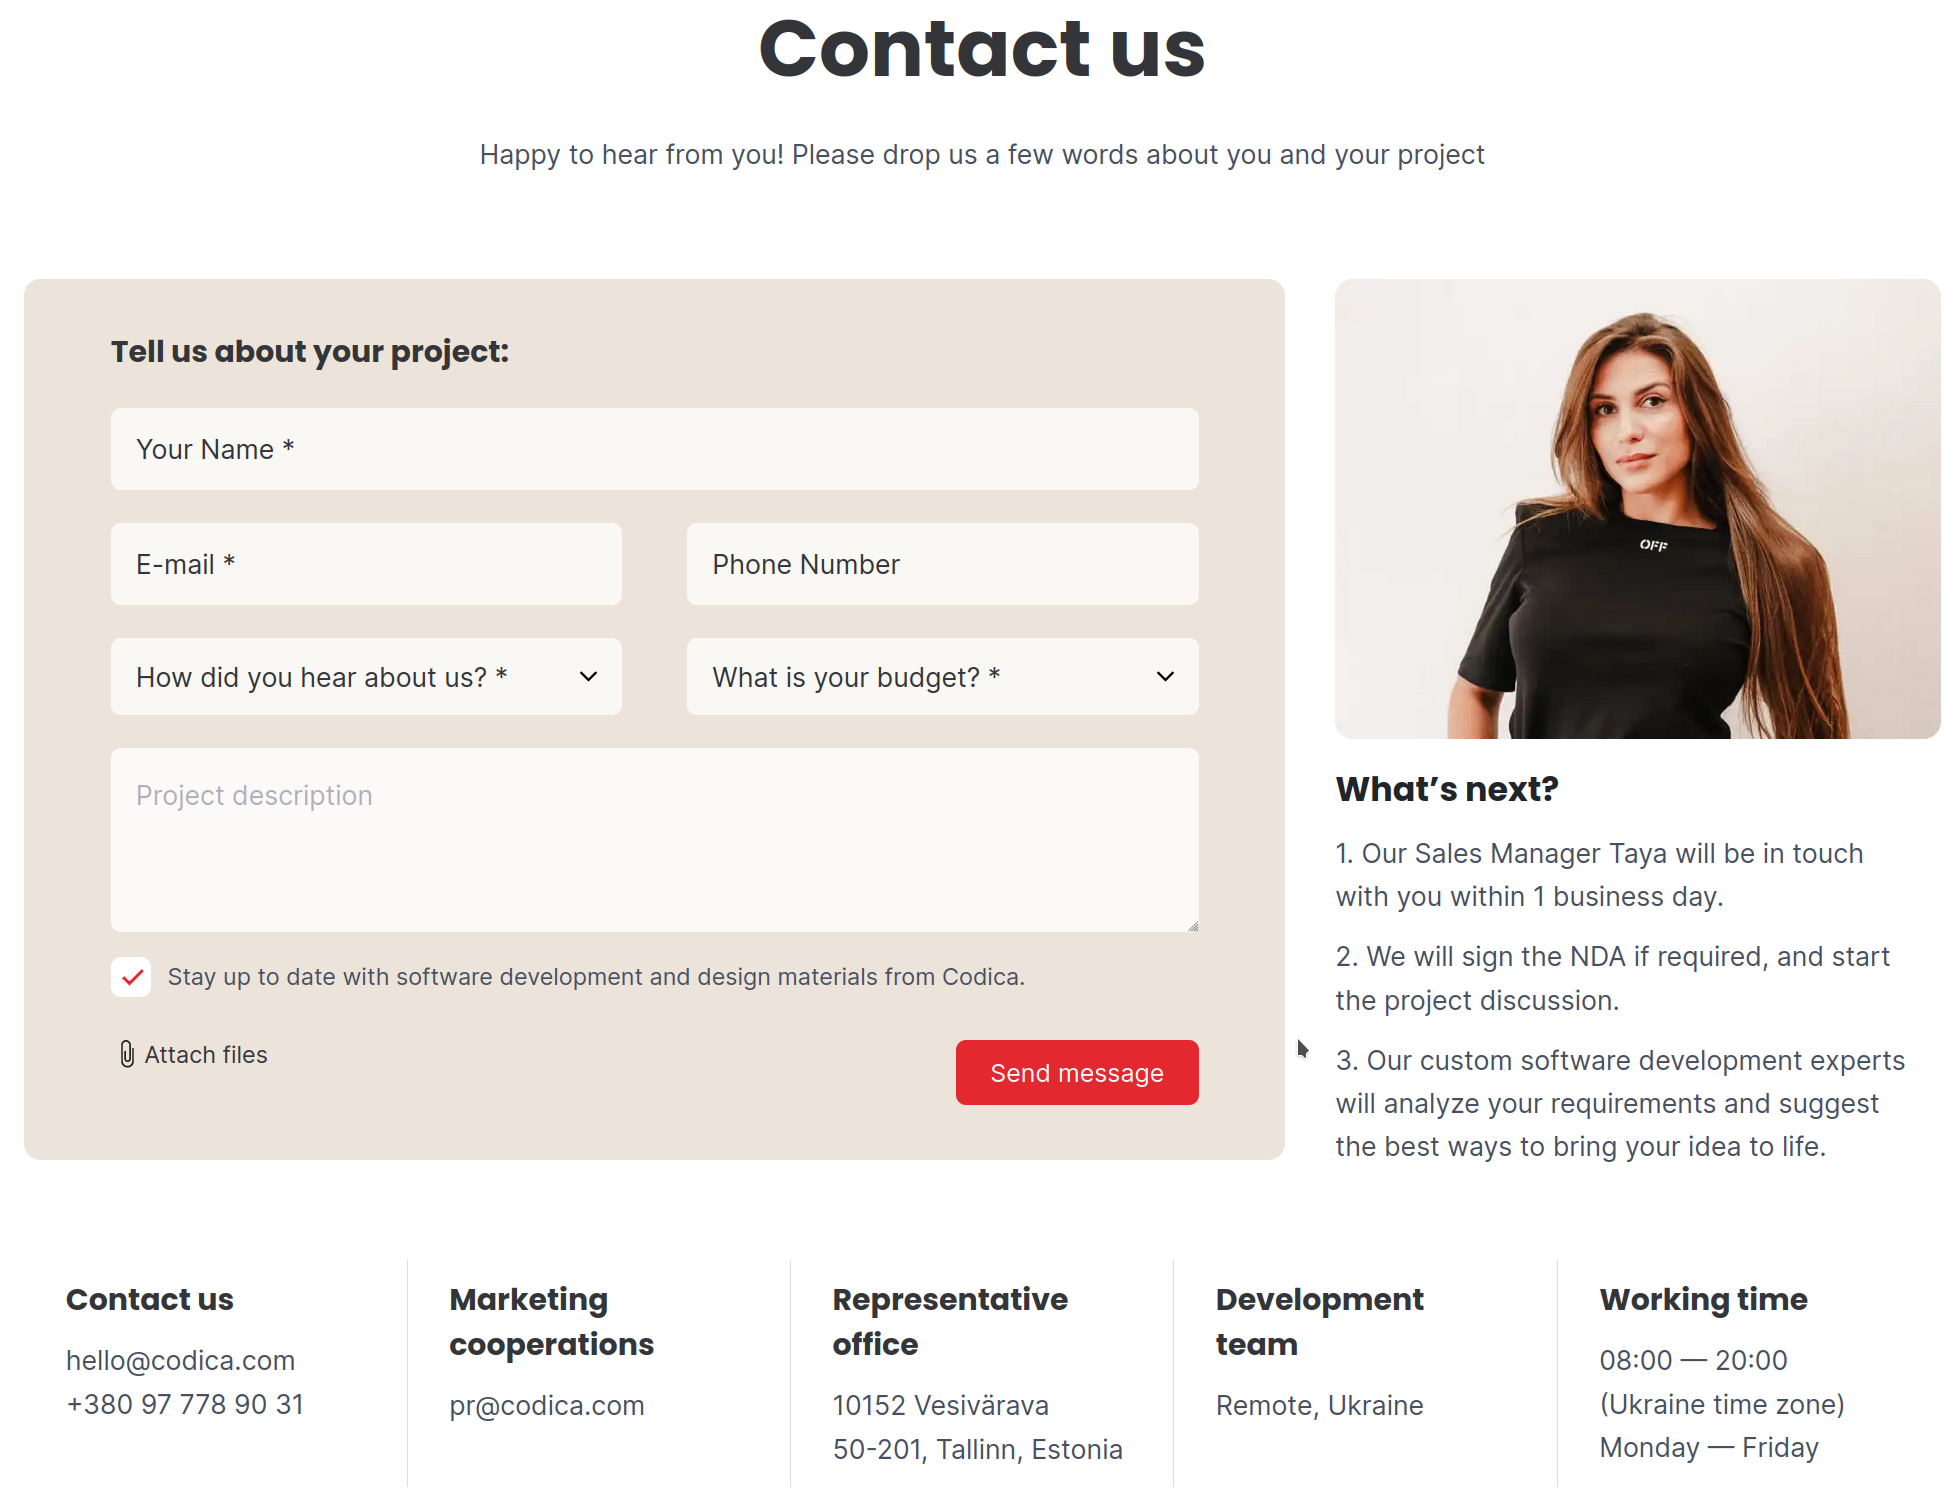 Contact us
Happy to hear from you! Please drop us a few words about you and your project
Tell us about your project:
Your Name *
E-mail *
Phone Number
How did you hear about us? *
What is your budget? *
Project description
Stay up to date with software development and design materials from Codica.
Attach files
Send message
OFF
What’s next?
1. Our Sales Manager Taya will be in touch
with you within 1 business day.
2. We will sign the NDA if required, and start
the project discussion.
3. Our custom software development experts
will analyze your requirements and suggest
the best ways to bring your idea to life.
Contact us
hello@codica.com
+380 97 778 90 31
Marketing
cooperations
pr@codica.com
Representative
office
10152 Vesivärava
50-201, Tallinn, Estonia
Development
team
Remote, Ukraine
Working time
08:00 — 20:00
(Ukraine time zone)
Monday — Friday